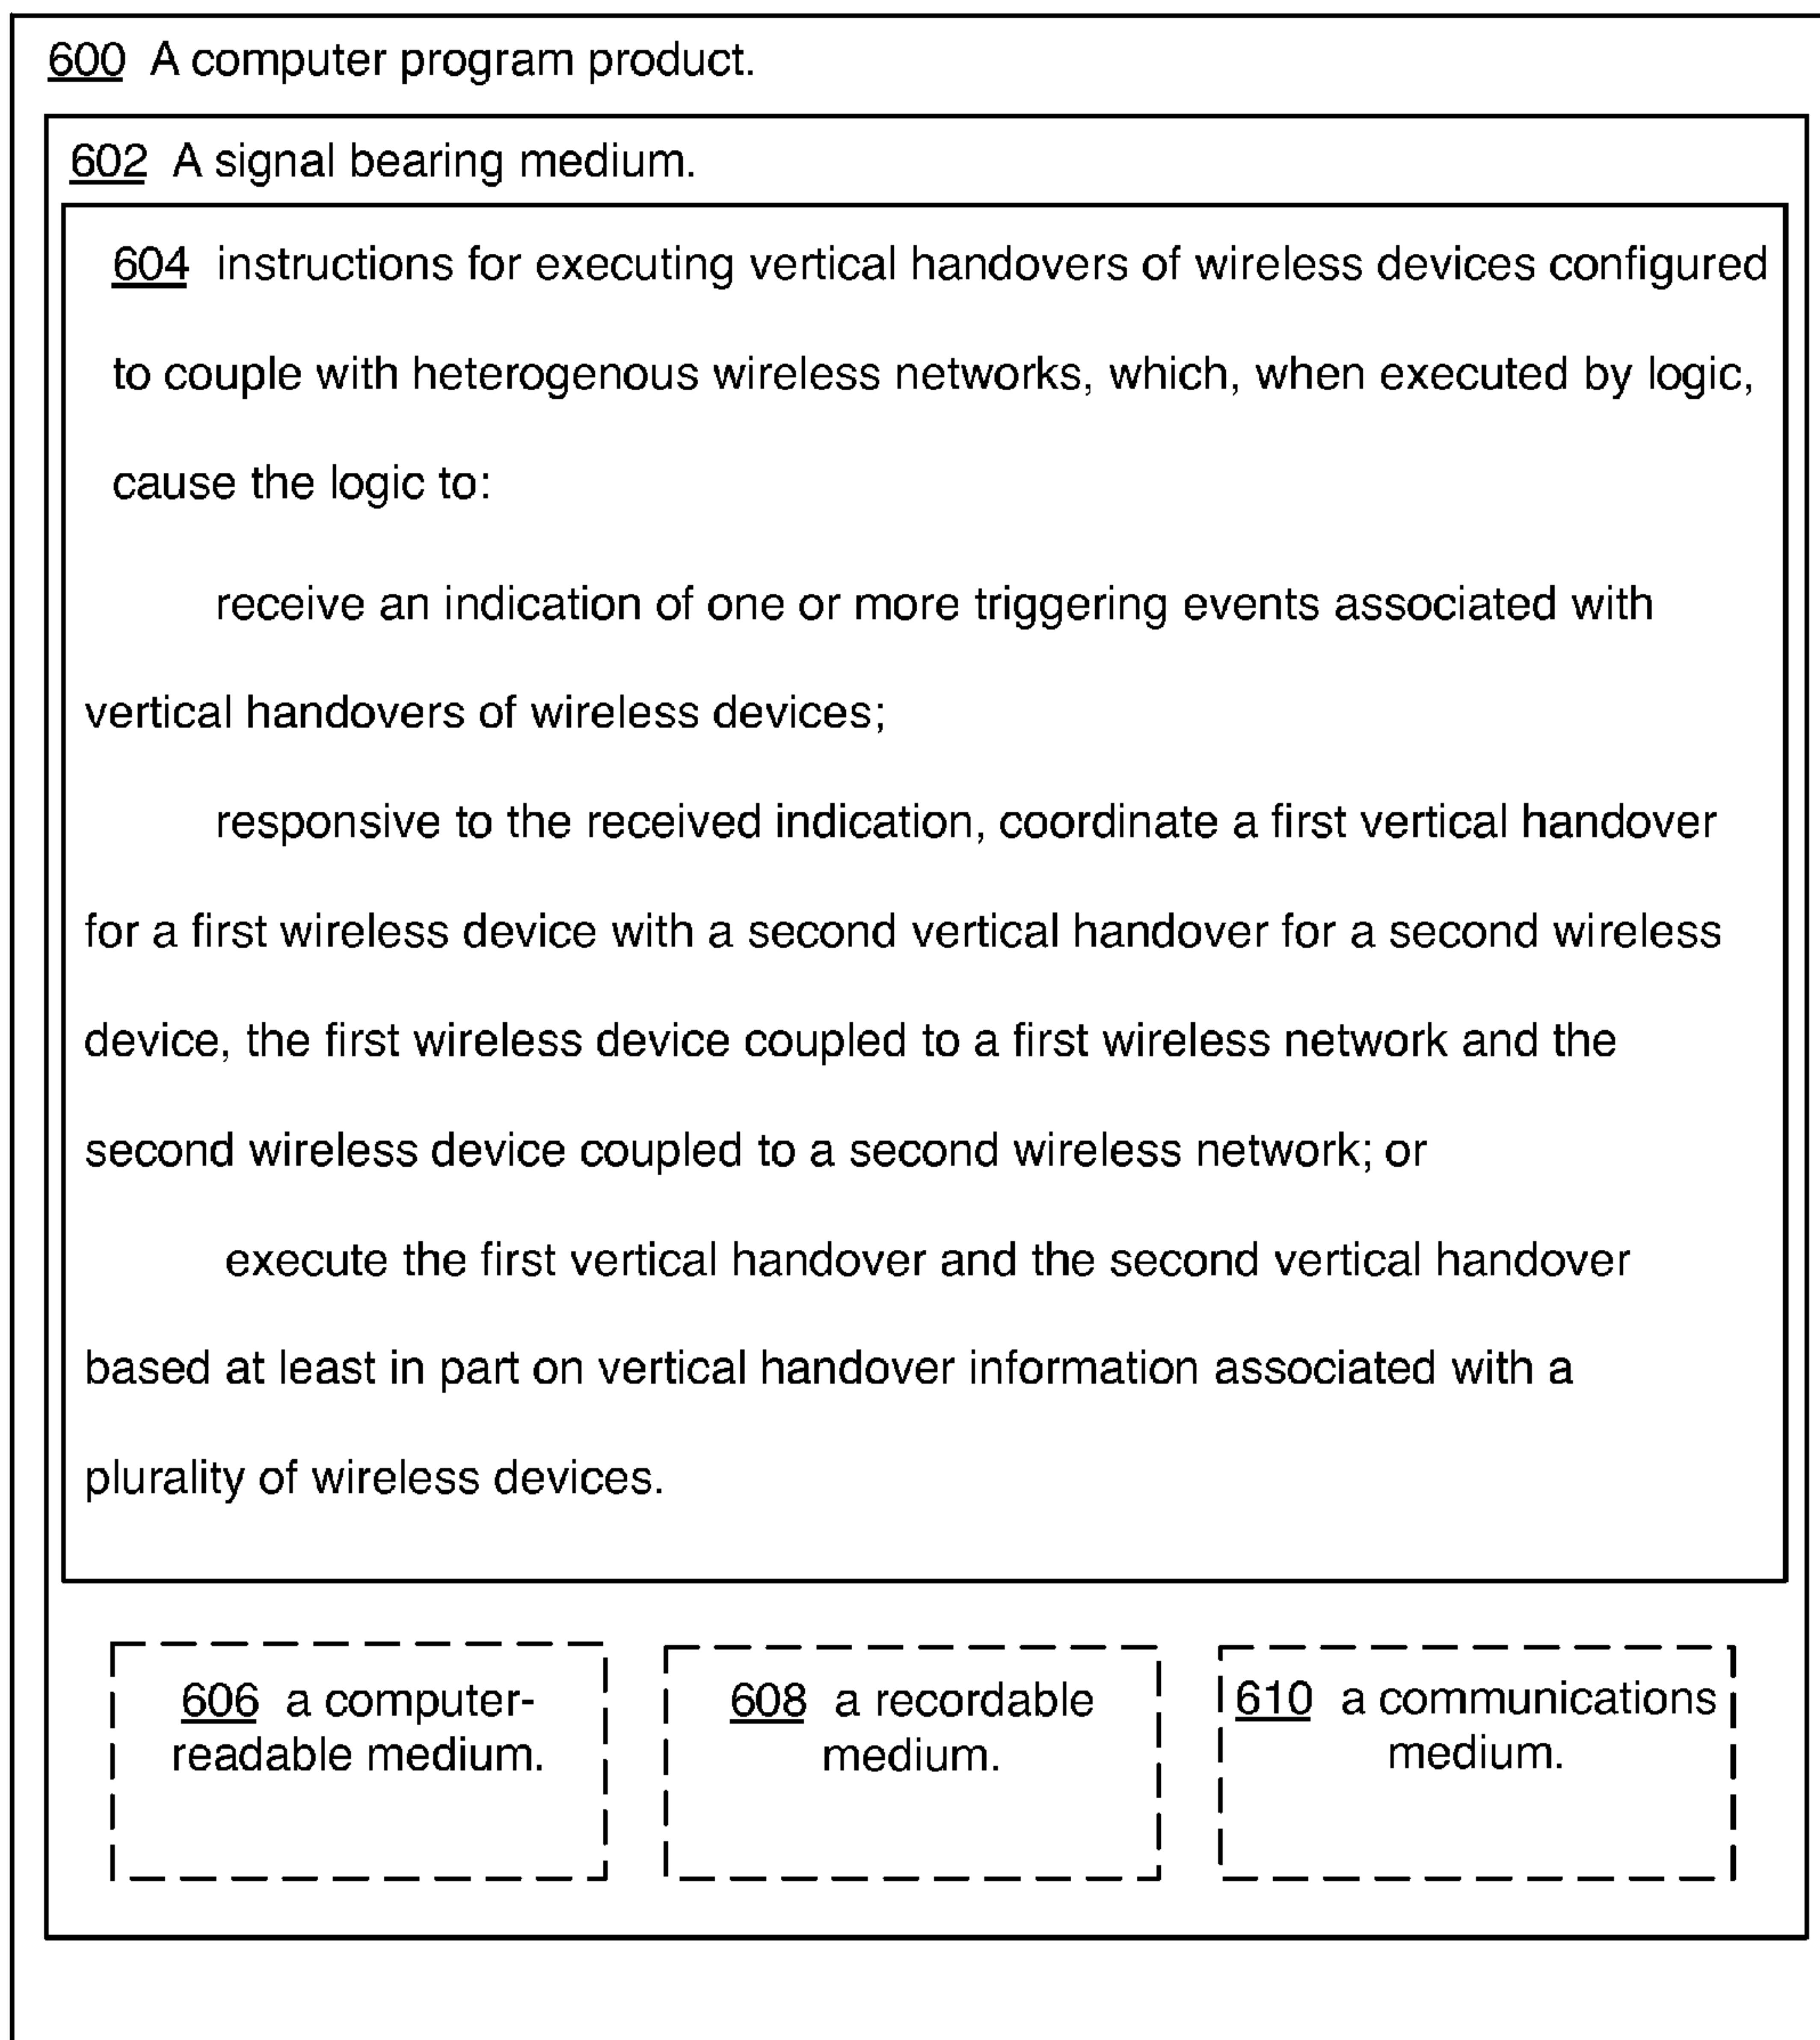 600 A computer program product.
602 A signal bearing medium.
604 instructions for executing vertical handovers of wireless devices configured
to couple with heterogenous wireless networks, which, when executed by logic,
cause the logic to:
receive an indication of one or more triggering events associated with
vertical handovers of wireless devices;
responsive to the received indication, coordinate a first vertical handover
for a first wireless device with a second vertical handover for a second wireless
device, the first wireless device coupled to a first wireless network and the
second wireless device coupled to a second wireless network; or
execute the first vertical handover and the second vertical handover
based at least in part on vertical handover information associated with a
plurality of wireless devices.
606 a computer-
readable medium.
608 a recordable
medium.
610 a communications
medium.